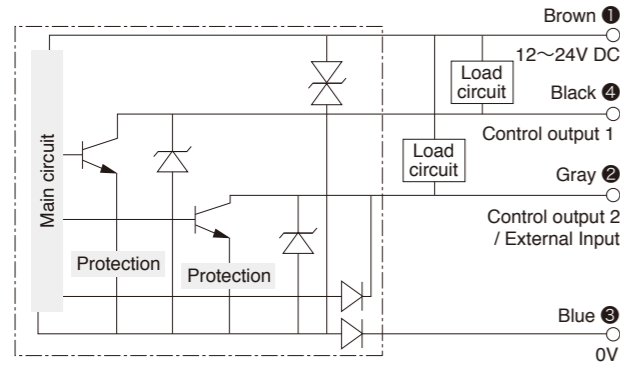 Brown ❶
12〜24V DC
Load
circuit
Black ❹
Control output 1
Load
circuit
Gray ❷
Control output 2
/ External Input
Main circuit
Protection
Protection
Blue ❸
0V